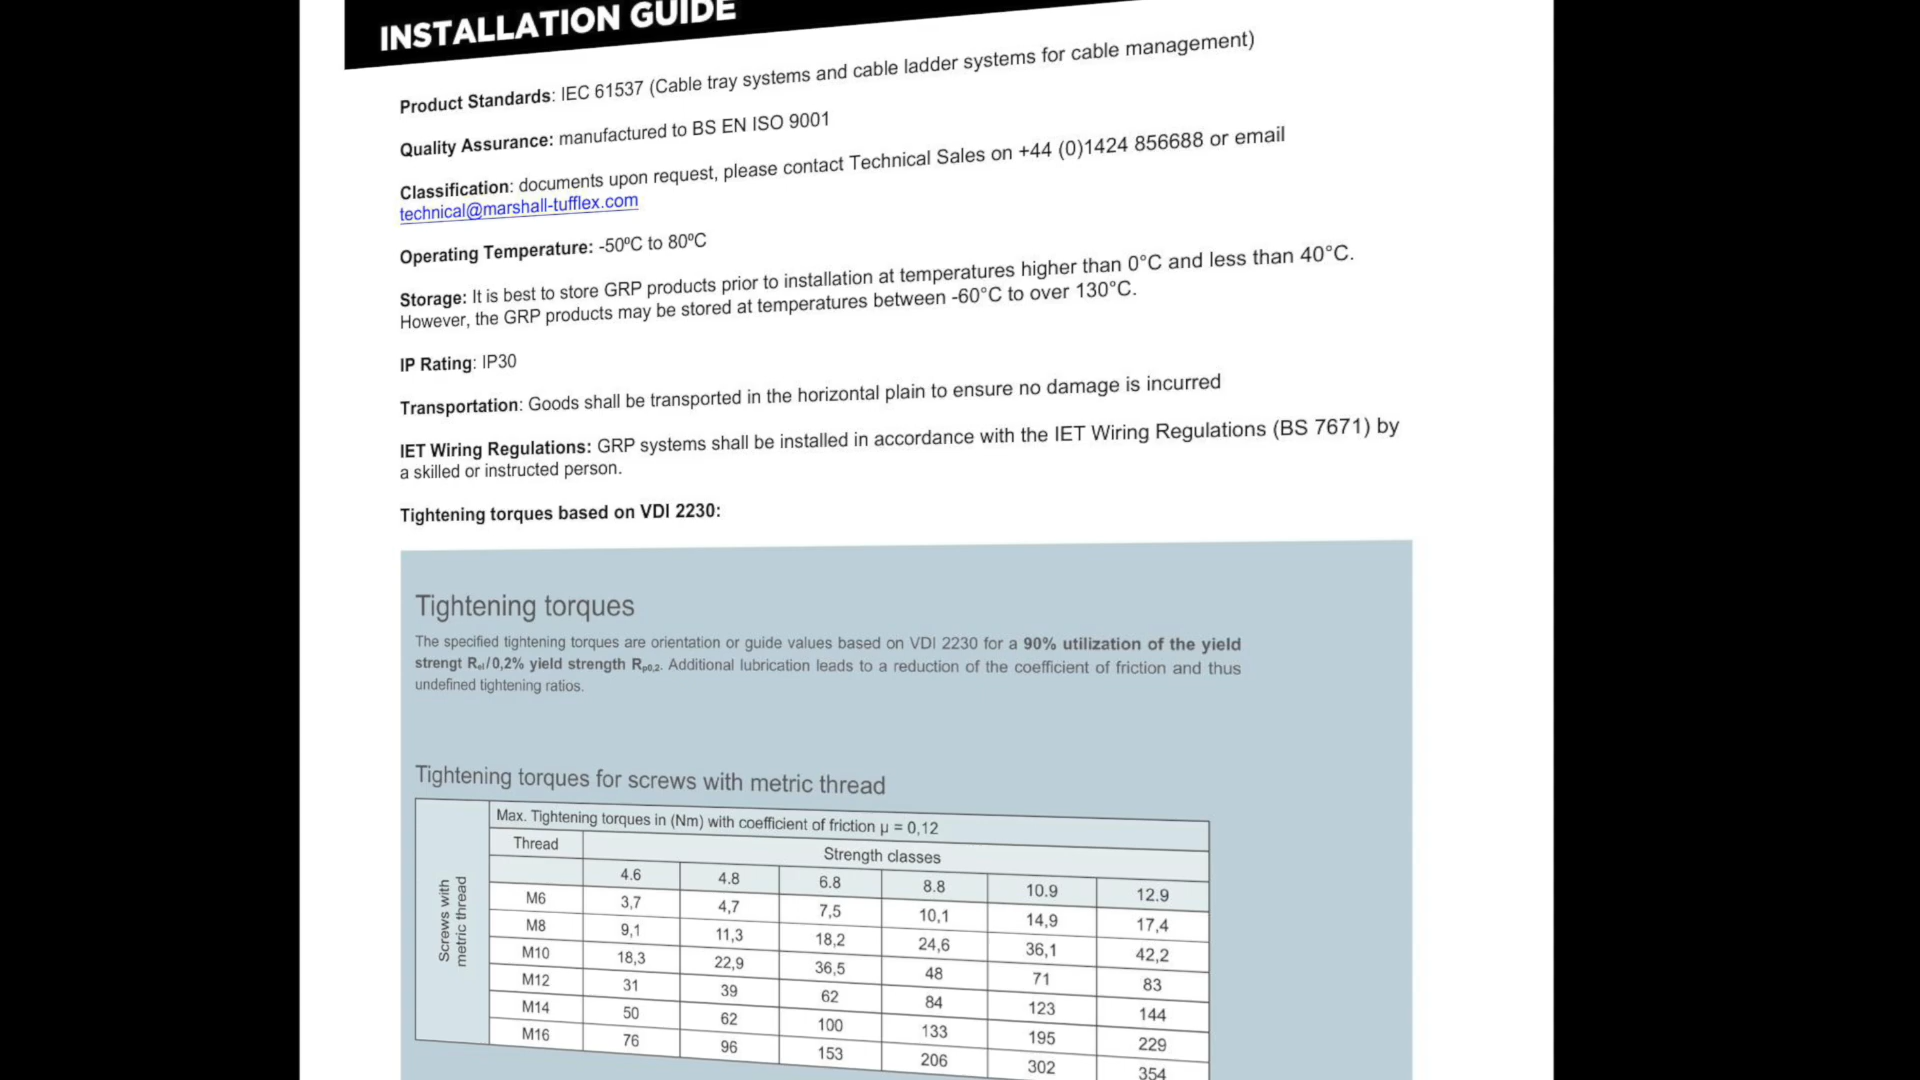 INSTALLATION GUIDE
Product Standards: IEC 61537 (Cable tray systems and cable ladder systems for cable management)
Quality Assurance: manufactured to BS EN ISO 9001
Classification: documents upon request, please contact Technical Sales on +44 (0)1424 856688 or email
technical@marshall-tufflex.com
Operating Temperature: -50ºC to 80ºC
Storage: It is best to store GRP products prior to installation at temperatures higher than 0°C and less than 40°C.
However, the GRP products may be stored at temperatures between -60°C to over 130°C.
IP Rating: IP30
Transportation: Goods shall be transported in the horizontal plain to ensure no damage is incurred
IET Wiring Regulations: GRP systems shall be installed in accordance with the IET Wiring Regulations (BS 7671) by
a skilled or instructed person.
Tightening torques based on VDI 2230:
Tightening torques
The specified tightening torques are orientation or guide values based on VDI 2230 for a 90% utilization of the yield
strengt Rel/0,2% yield strength Rp0,2. Additional lubrication leads to a reduction of the coefficient of friction and thus
undefined tightening ratios.
Tightening torques for screws with metric thread
Screws with
metric thread
Max. Tightening torques in (Nm) with coefficient of friction µ = 0,12
Thread Strength classes
4.6 4.8 6.8 8.8 10.9 12.9
M6 3,7 4,7 7,5 10,1 14,9 17,4
M8 9,1 11,3 18,2 24,6 36,1 42,2
M10 18,3 22,9 36,5 48 71 83
M12 31 39 62 84 123 144
M14 50 62 100 133 195 229
M16 76 96 153 206 302 354